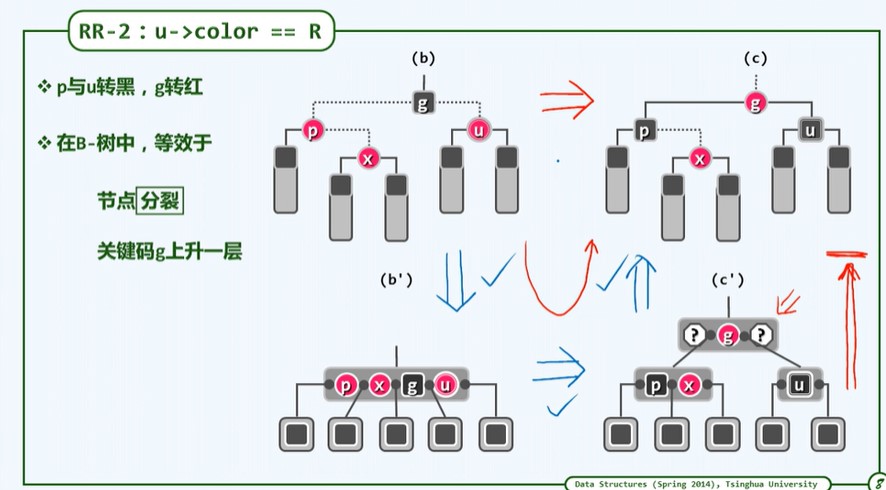 RR-2：u->color == R
❖ p与u转黑，g转红
❖ 在B-树中，等效于
节点分裂
关键码g上升一层
(b)
g
p
u
x
(c)
g
p
u
x
(b')
p x g u
(c')
? g ?
p x
u
Data Structures (Spring 2014), Tsinghua University
8